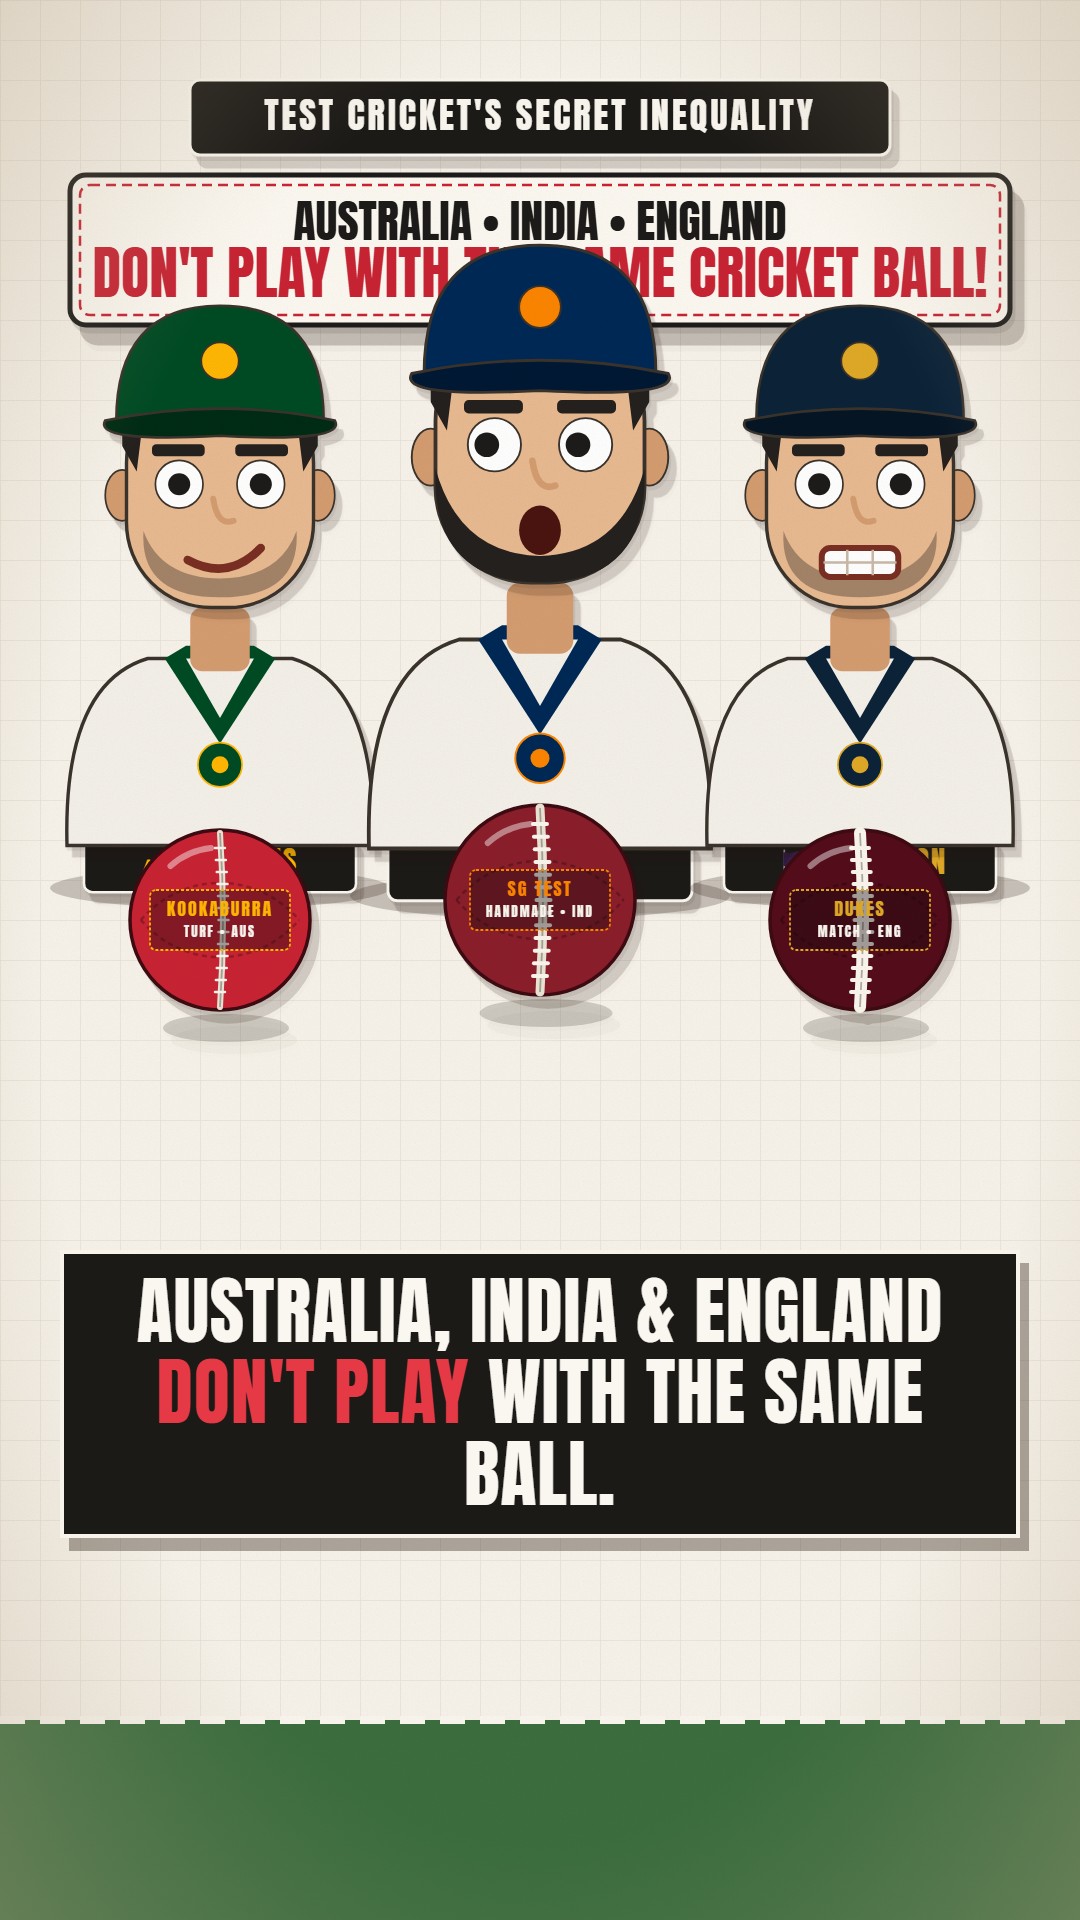 TEST CRICKET'S SECRET INEQUALITY
AUSTRALIA • INDIA • ENGLAND
DON'T PLAY WITH CRICKET BALL!
KOOKABURRA
TURF • AUS
SG TEST
HANDMADE • IND
DUKES
MATCH • ENG
AUSTRALIA, INDIA & ENGLAND
DON'T PLAY WITH THE SAME
BALL.